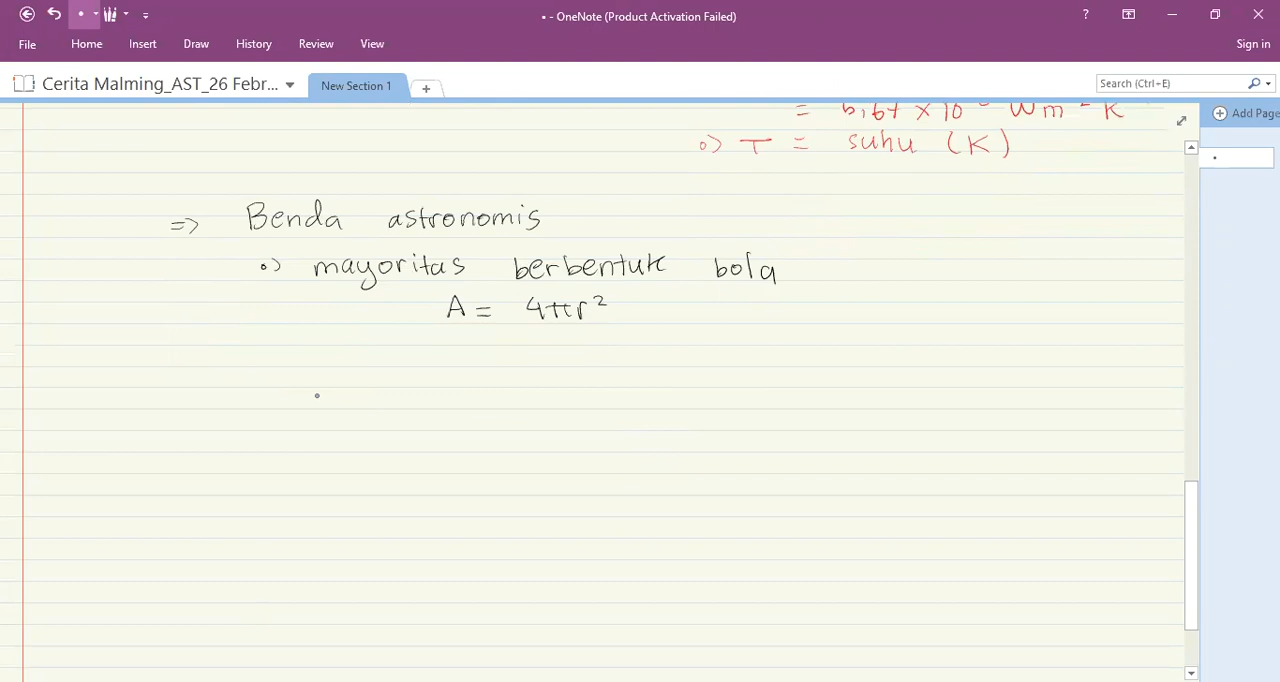 - OneNote (Product Activation Failed)
?
File Home Insert Draw History Review View Sign in
Cerita Malming_AST_26 Febr... New Section 1 Search (Ctrl+E)
Add Page
⇒ T = suhu (K)
⇒ Benda astronomis
⇒ mayoritas berbentuk bola
A = 4πr²